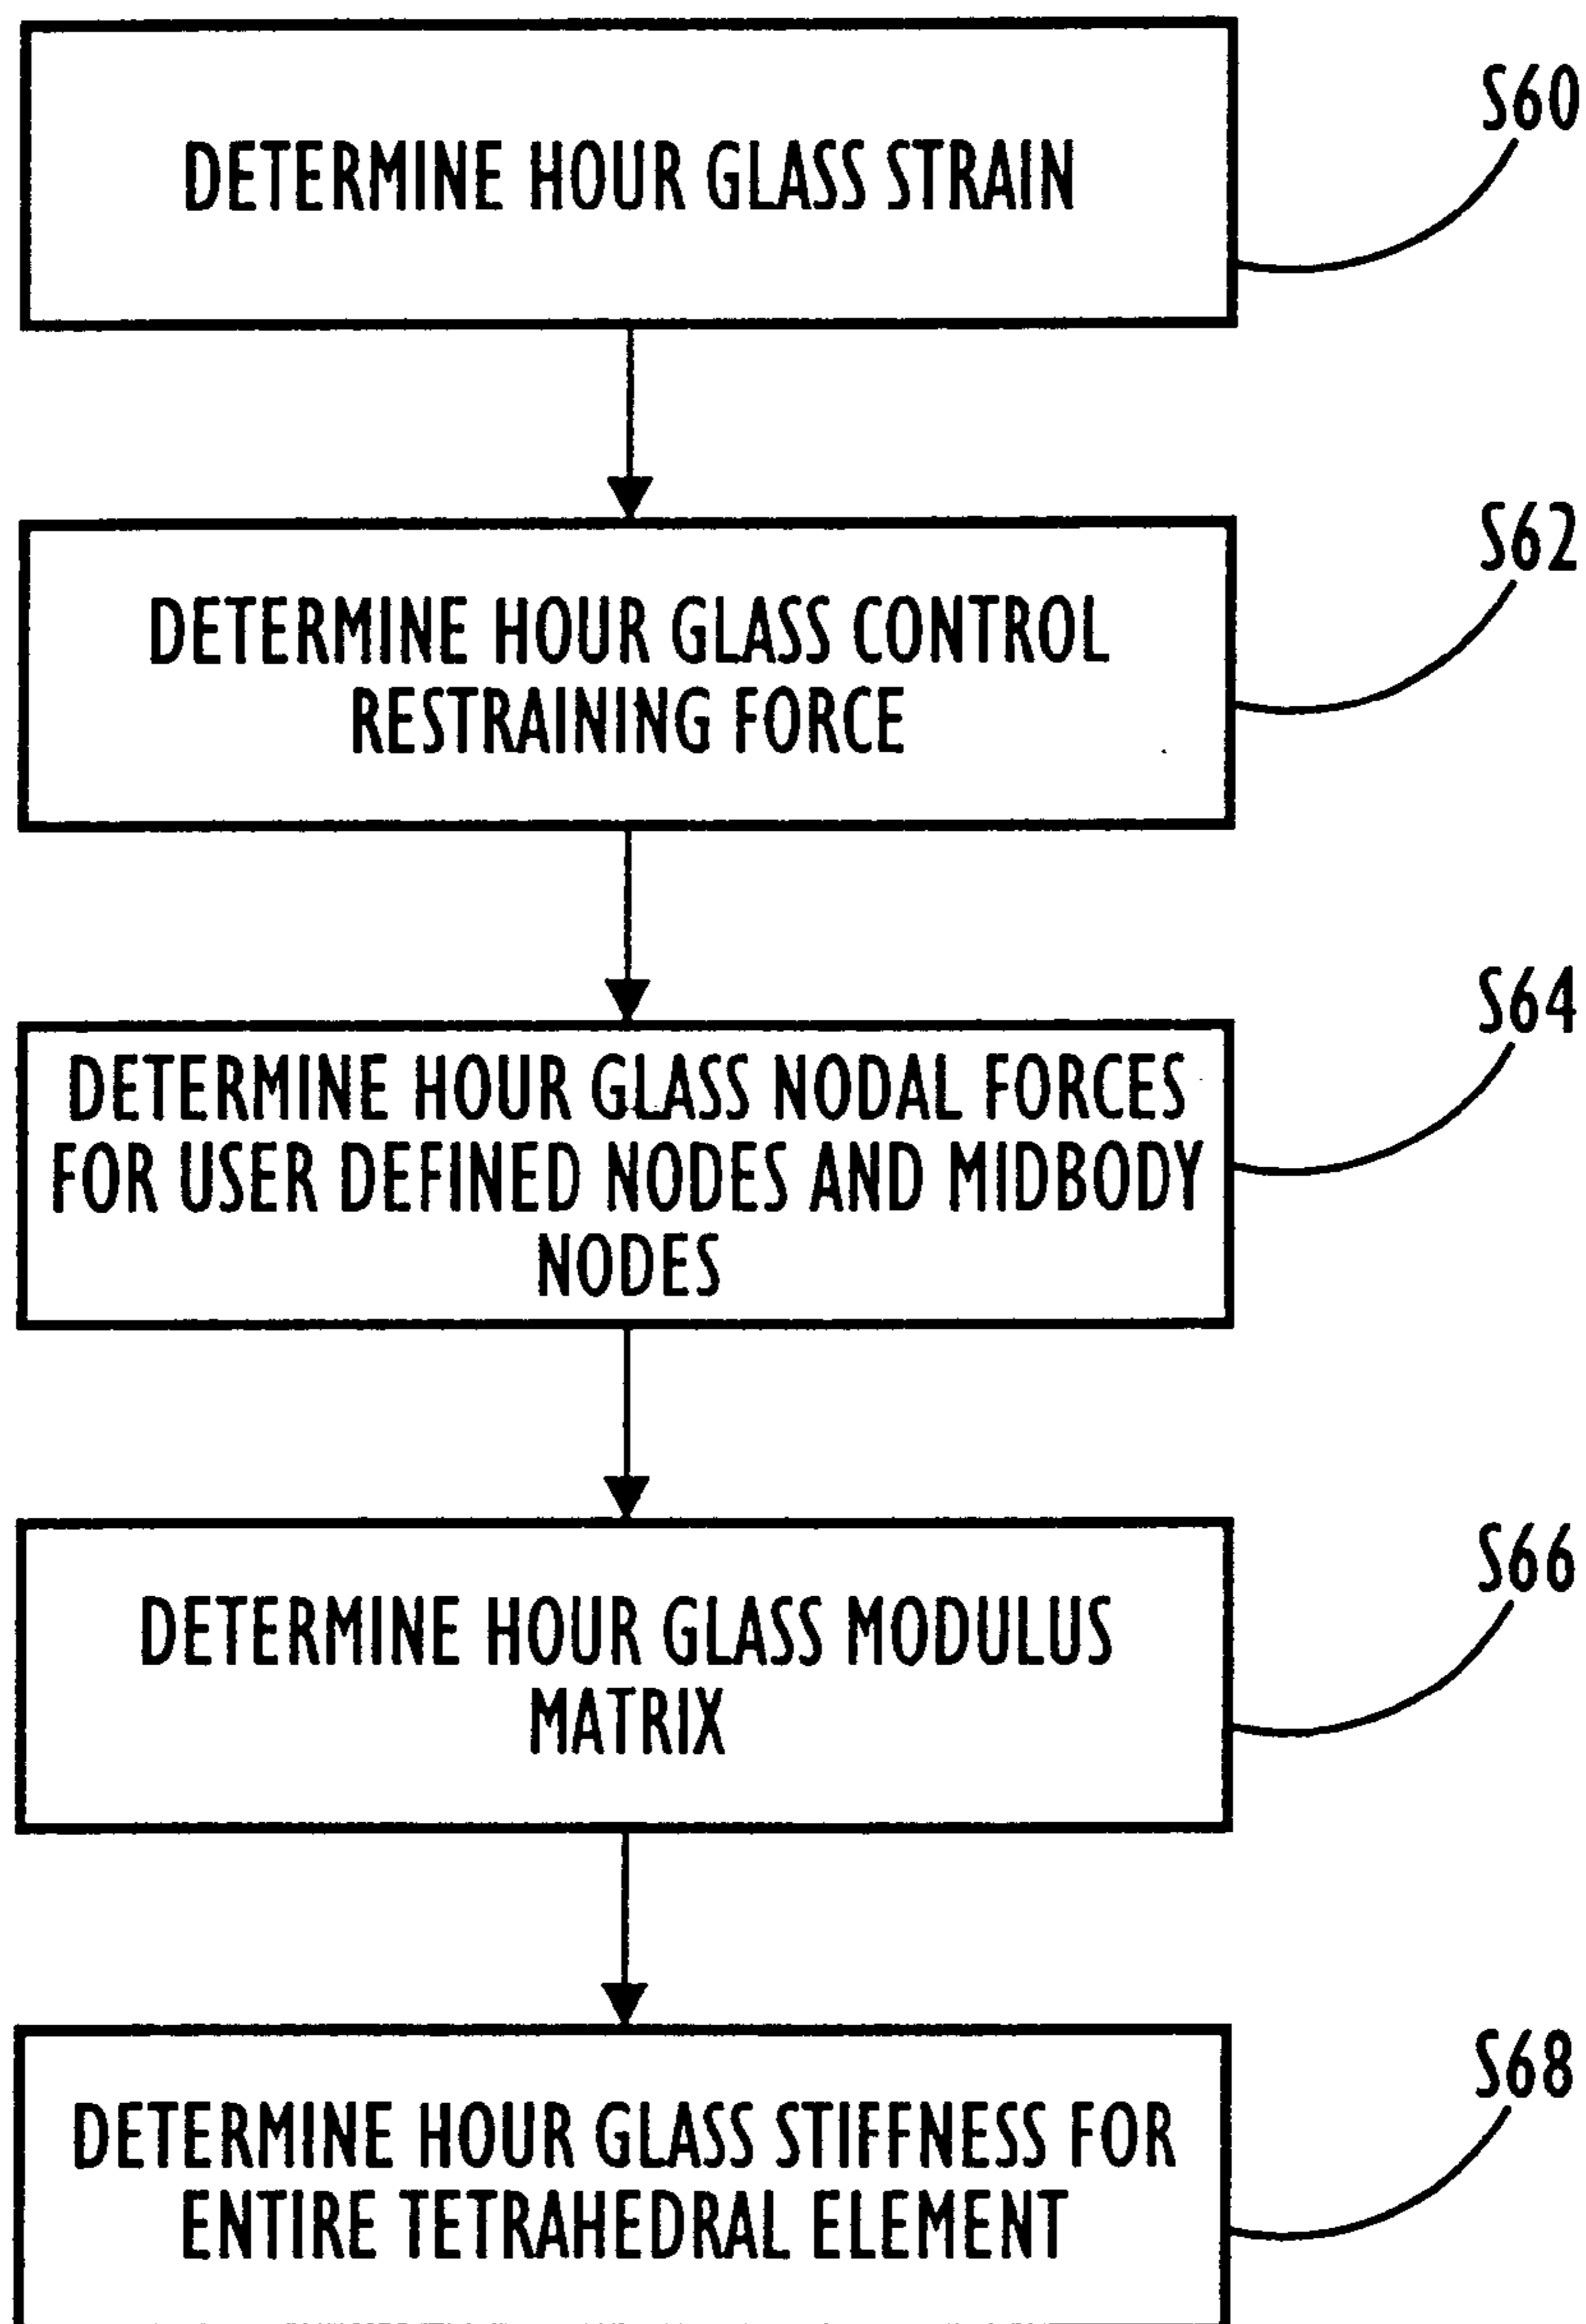 DETERMINE HOUR GLASS STRAIN
S60
DETERMINE HOUR GLASS CONTROL
RESTRAINING FORCE
S62
DETERMINE HOUR GLASS NODAL FORCES
FOR USER DEFINED NODES AND MIDBODY
NODES
S64
DETERMINE HOUR GLASS MODULUS
MATRIX
S66
DETERMINE HOUR GLASS STIFFNESS FOR
ENTIRE TETRAHEDRAL ELEMENT
S68